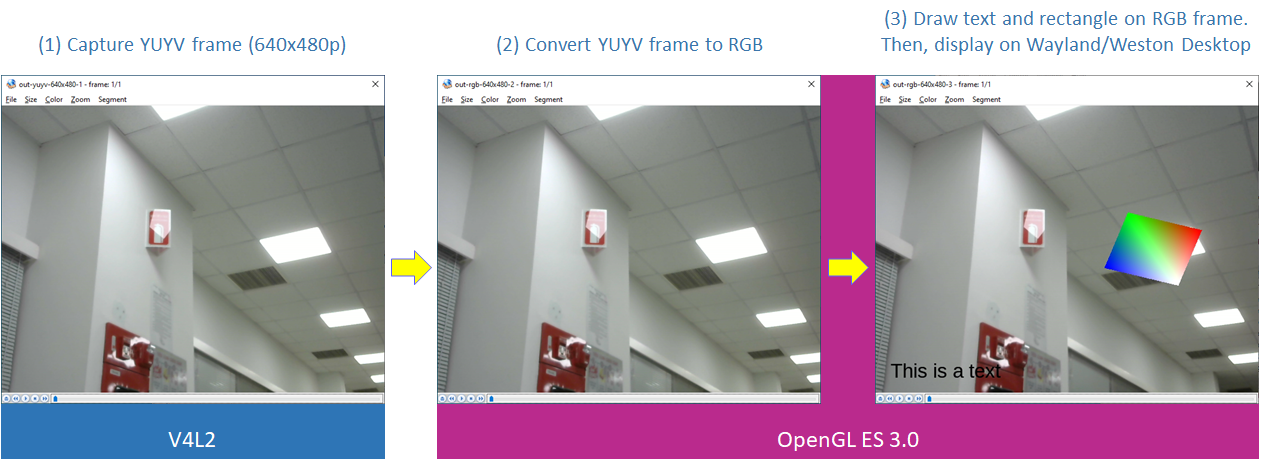 (1) Capture YUYV frame (640x480p)
(2) Convert YUYV frame to RGB
(3) Draw text and rectangle on RGB frame.
Then, display on Wayland/Weston Desktop
out-yuyv-640x480-1 - frame: 1/1
File Size Color Zoom Segment
out-rgb-640x480-2 - frame: 1/1
File Size Color Zoom Segment
out-rgb-640x480-3 - frame: 1/1
File Size Color Zoom Segment
This is a text
V4L2
OpenGL ES 3.0